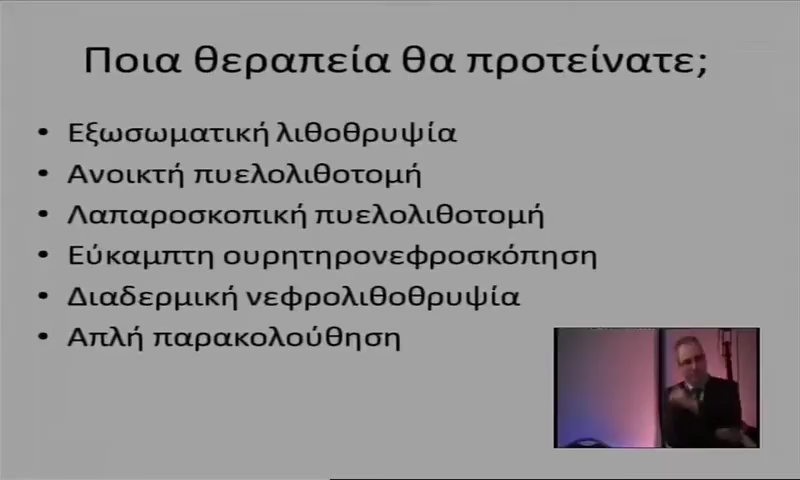 Ποια θεραπεία θα προτείνατε;
• Εξωσωματική λιθοθρυψία
• Ανοικτή πυελολιθοτομή
• Λαπαροσκοπική πυελολιθοτομή
• Εύκαμπτη ουρητηρονεφροσκόπηση
• Διαδερμική νεφρολιθοθρυψία
• Απλή παρακολούθηση